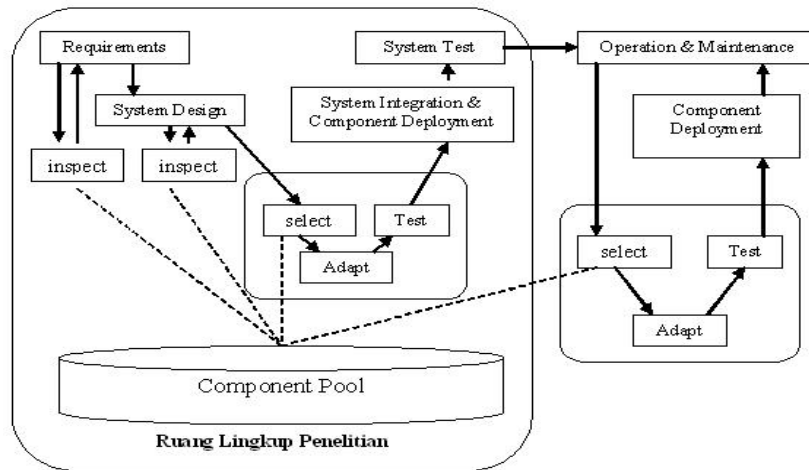 Requirements
System Test
Operation & Maintenance
System Design
System Integration &
Component Deployment
Component
Deployment
inspect
inspect
select
Test
Adapt
select
Test
Adapt
Component Pool
Ruang Lingkup Penelitian